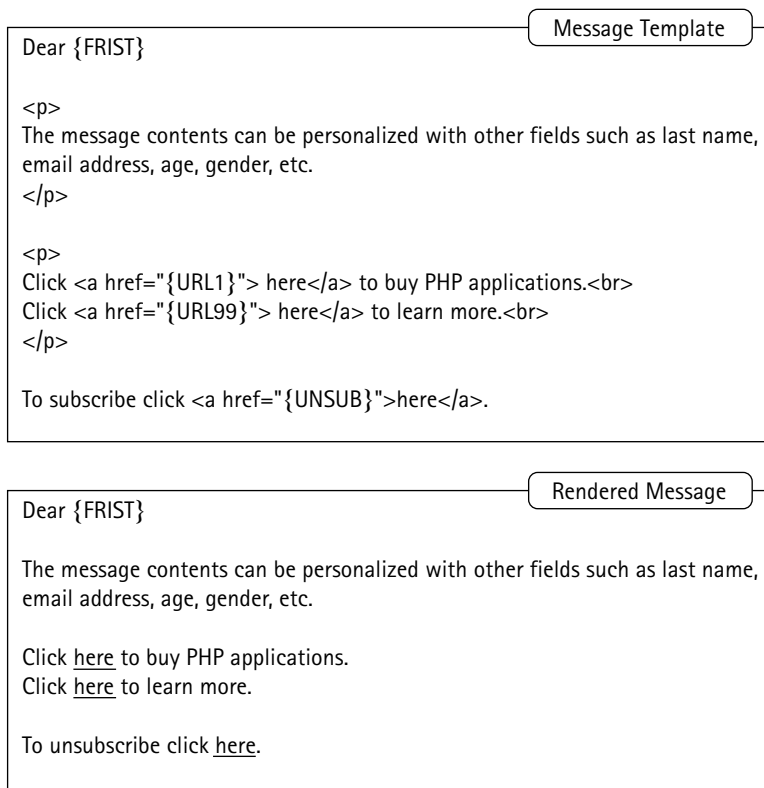 Message Template
Dear {FRIST}
<p>
The message contents can be personalized with other fields such as last name,
email address, age, gender, etc.
</p>
<p>
Click <a href="{URL1}"> here</a> to buy PHP applications.<br>
Click <a href="{URL99}"> here</a> to learn more.<br>
</p>
To subscribe click <a href="{UNSUB}">here</a>.
Rendered Message
Dear {FRIST}
The message contents can be personalized with other fields such as last name,
email address, age, gender, etc.
Click here to buy PHP applications.
Click here to learn more.
To unsubscribe click here.